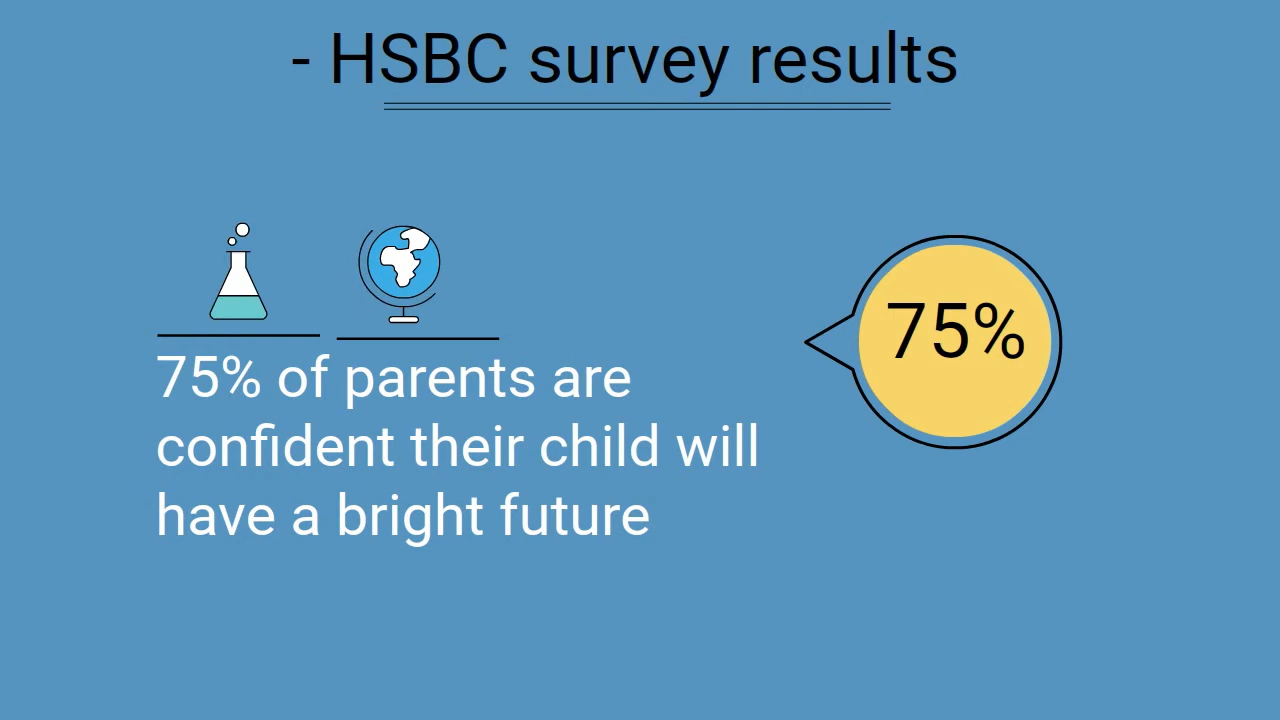 - HSBC survey results
75% of parents are
confident their child will
have a bright future
75%